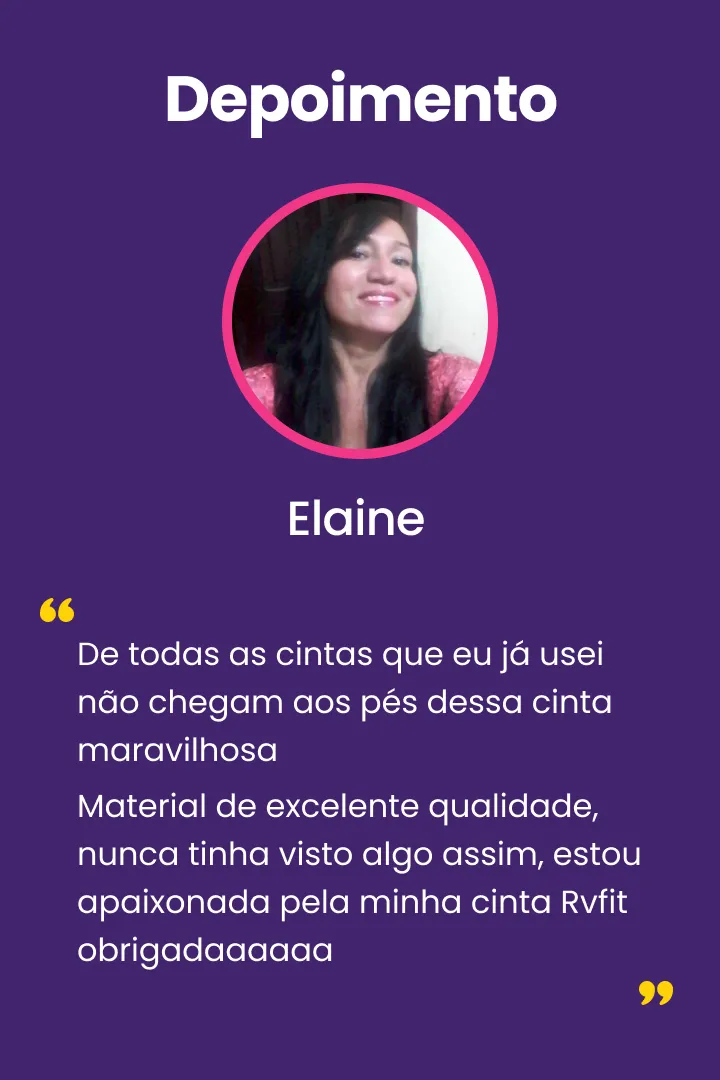 Depoimento
Elaine
“
De todas as cintas que eu já usei
não chegam aos pés dessa cinta
maravilhosa
Material de excelente qualidade,
nunca tinha visto algo assim, estou
apaixonada pela minha cinta Rvfit
obrigadaaaaaa
”